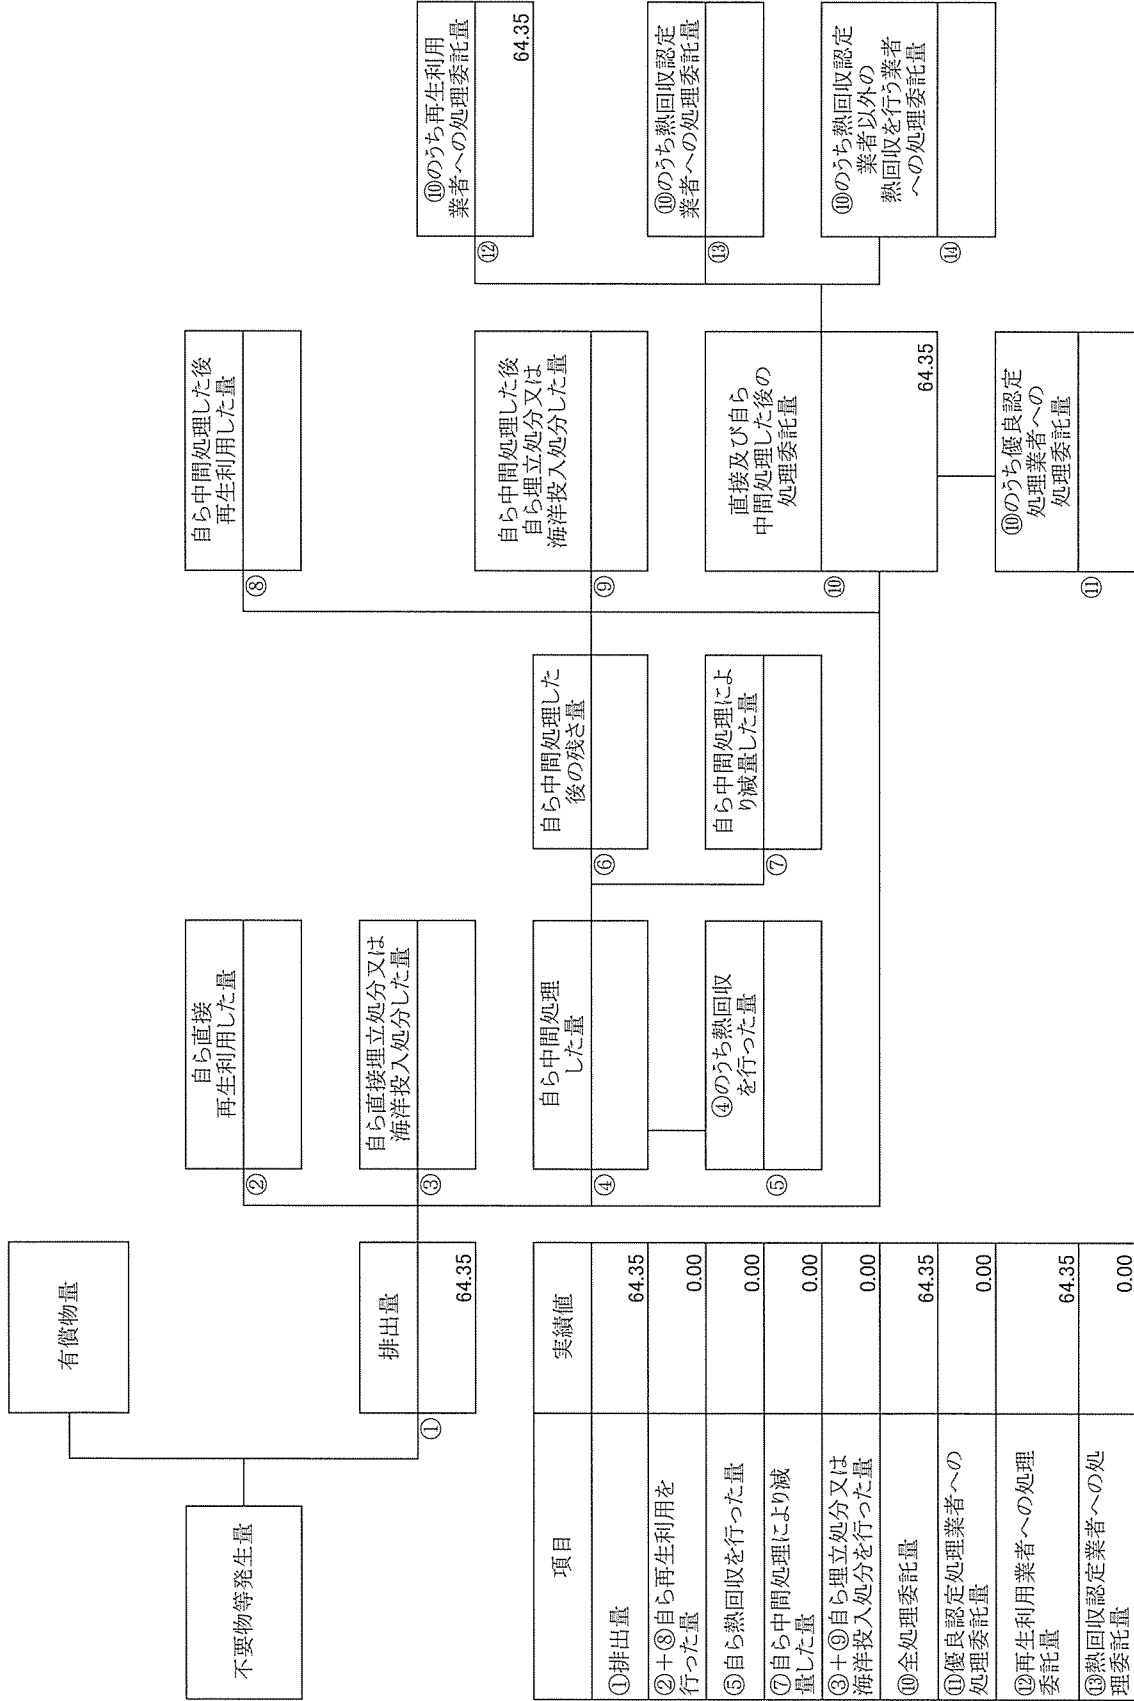 不要物等発生量
有償物量
排出量
①
64.35
②
自ら直接
再生利用した量
③
自ら直接埋立処分又は
海洋投入処分した量
④
自ら中間処理
した量
⑤
④のうち熱回収
を行った量
⑥
自ら中間処理した
後の残さ量
⑦
自ら中間処理によ
り減量した量
⑧
自ら中間処理した後
再生利用した量
⑨
自ら中間処理した後
自ら埋立処分又は
海洋投入処分した量
⑩
直接及び自ら
中間処理した後の
処理委託量
64.35
⑪
⑩のうち優良認定
処理業者への
処理委託量
⑫
⑩のうち再生利用
業者への処理委託量
64.35
⑬
⑩のうち熱回収認定
業者への処理委託量
⑭
⑩のうち熱回収認定
業者以外の
熱回収を行う業者
への処理委託量
項目
実績値
①排出量
64.35
②＋⑧自ら再生利用を
行った量
0.00
⑤自ら熱回収を行った量
0.00
⑦自ら中間処理により減
量した量
0.00
③＋⑨自ら埋立処分又は
海洋投入処分を行った量
0.00
⑩全処理委託量
64.35
⑪優良認定処理業者への
処理委託量
0.00
⑫再生利用業者への処理
委託量
64.35
⑬熱回収認定業者への処
理委託量
0.00